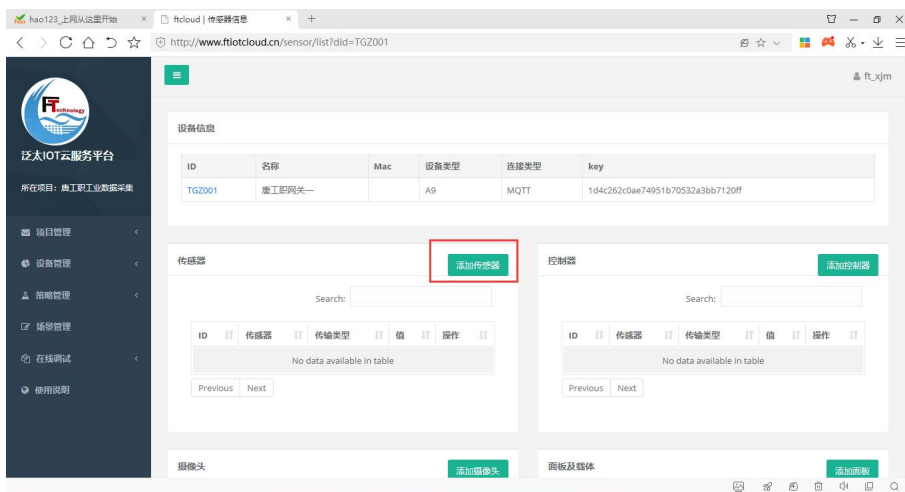 hao123_上网从这里开始
ftcloud | 传感器信息
http://www.ftiotcloud.cn/sensor/list?did=TGZ001
ft_xjm
FTechnology
泛太IOT云服务平台
所在项目：唐工职工业数据采集
项目管理
设备管理
策略管理
场景管理
在线调试
使用说明
设备信息
ID 名称 Mac 设备类型 连接类型 key
TGZ001 唐工职网关一 A9 MQTT 1d4c262c0ae74951b70532a3bb7120ff
传感器 添加传感器
Search:
ID 传感器 传输类型 值 操作
No data available in table
Previous Next
控制器 添加控制器
Search:
ID 传感器 传输类型 值 操作
No data available in table
Previous Next
摄像头 添加摄像头
面板及载体 添加面板